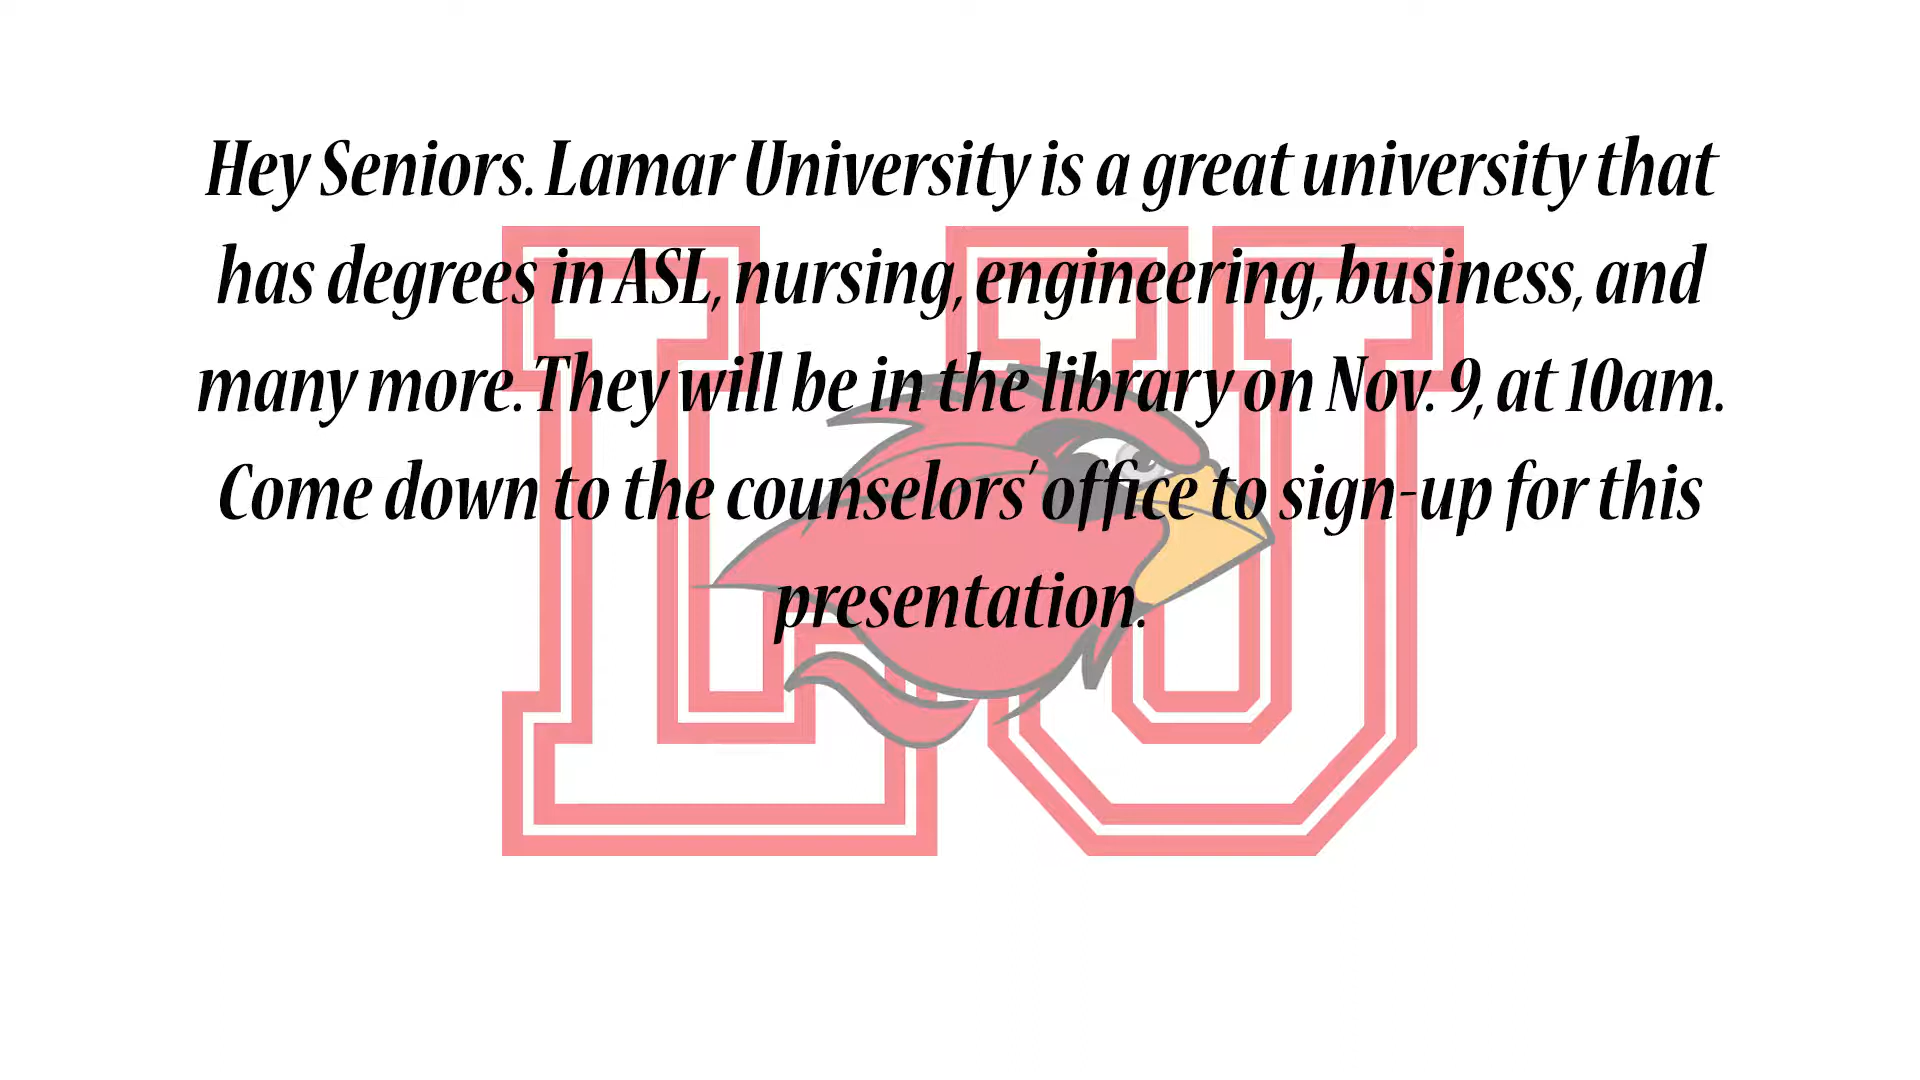 Hey Seniors. Lamar University is a great university that
has degrees in ASL, nursing, engineering, business, and
many more. They will be in the library on Nov. 9, at 10am.
Come down to the counselors' office to sign-up for this
presentation.
LU